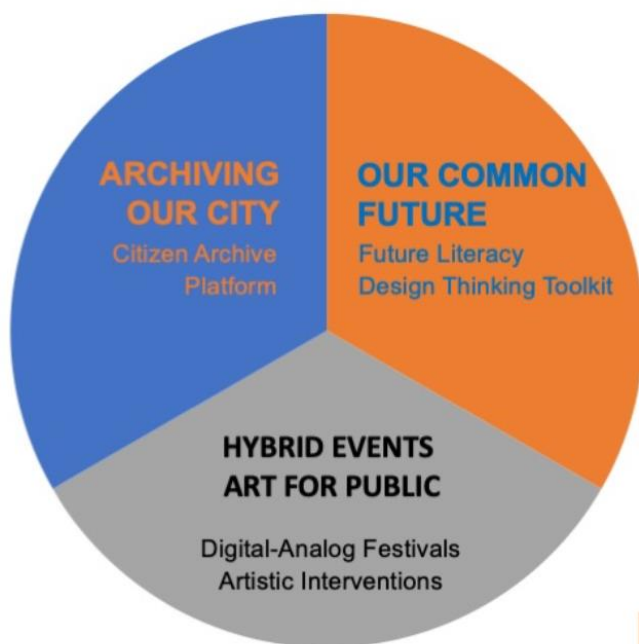 ARCHIVING
OUR CITY
Citizen Archive
Platform
OUR COMMON
FUTURE
Future Literacy
Design Thinking Toolkit
HYBRID EVENTS
ART FOR PUBLIC
Digital-Analog Festivals
Artistic Interventions